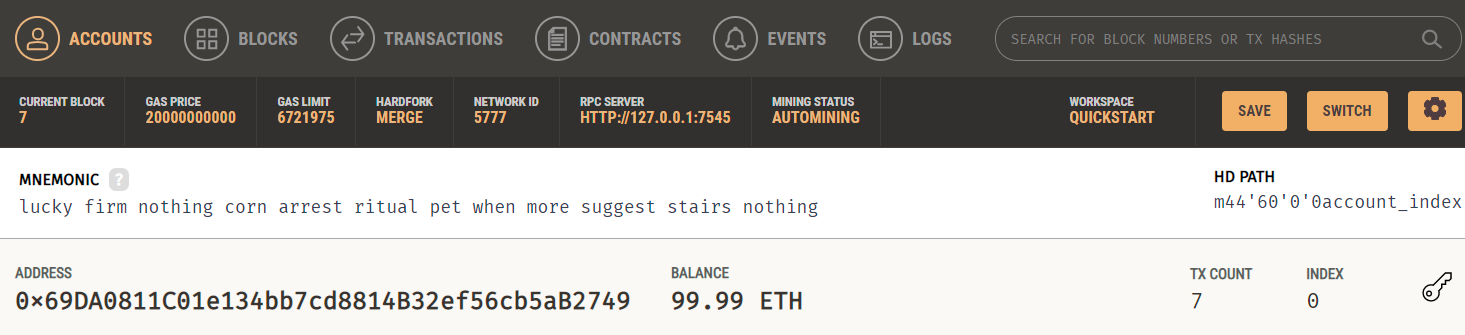 ACCOUNTS BLOCKS TRANSACTIONS CONTRACTS EVENTS LOGS SEARCH FOR BLOCK NUMBERS OR TX HASHES
CURRENT BLOCK GAS PRICE GAS LIMIT HARDFORK NETWORK ID RPC SERVER MINING STATUS WORKSPACE
7 20000000000 6721975 MERGE 5777 HTTP://127.0.0.1:7545 AUTOMINING QUICKSTART SAVE SWITCH
MNEMONIC ? HD PATH
lucky firm nothing corn arrest ritual pet when more suggest stairs nothing m44'60'0'0account_index
ADDRESS BALANCE TX COUNT INDEX
0×69DA0811C01e134bb7cd8814B32ef56cb5aB2749 99.99 ETH 7 0